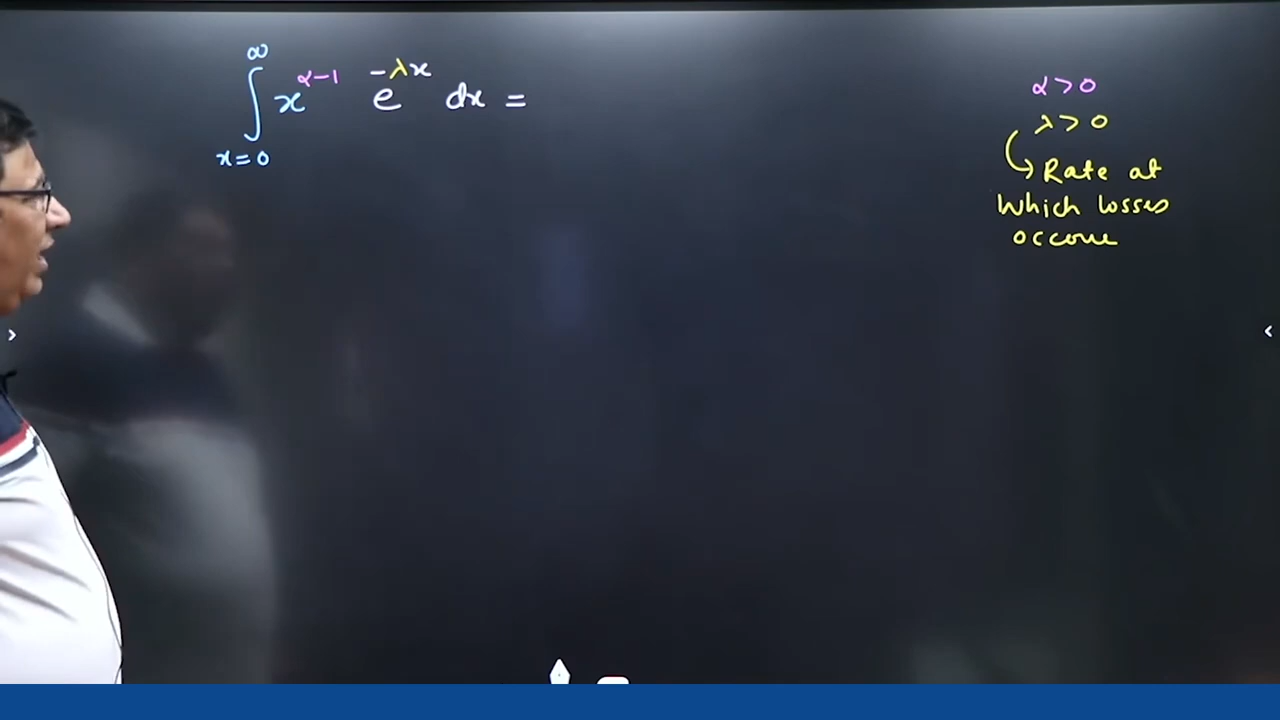 ∞
∫ x^{α-1} e^{-λx} dx =
x=0
α > 0
λ > 0
Rate at
Which losses
occure